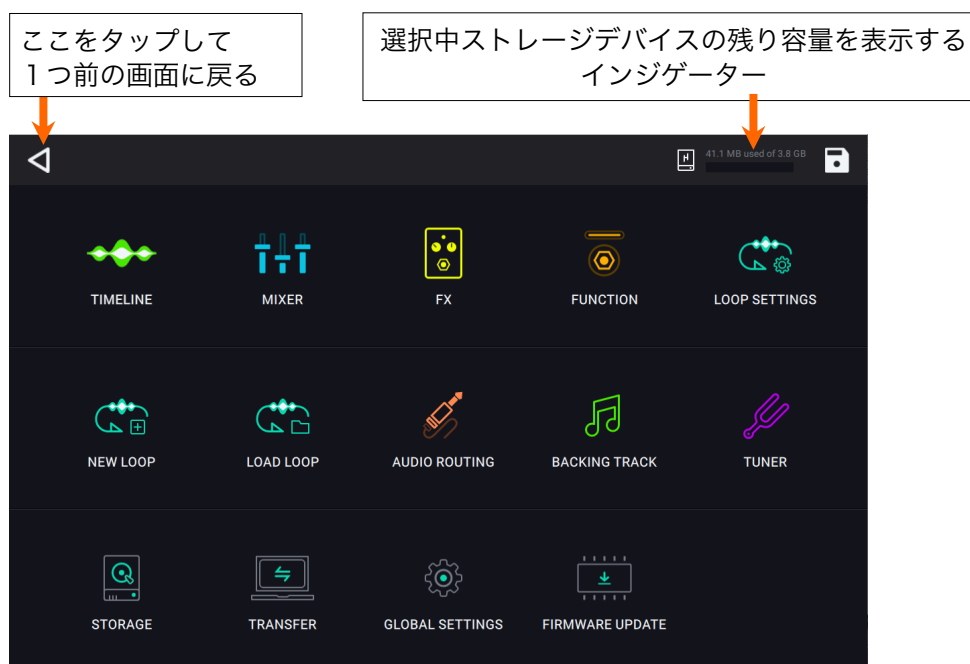 ここをタップして
１つ前の画面に戻る
選択中ストレージデバイスの残り容量を表示する
インジゲーター
41.1 MB used of 3.8 GB
TIMELINE
MIXER
FX
FUNCTION
LOOP SETTINGS
NEW LOOP
LOAD LOOP
AUDIO ROUTING
BACKING TRACK
TUNER
STORAGE
TRANSFER
GLOBAL SETTINGS
FIRMWARE UPDATE